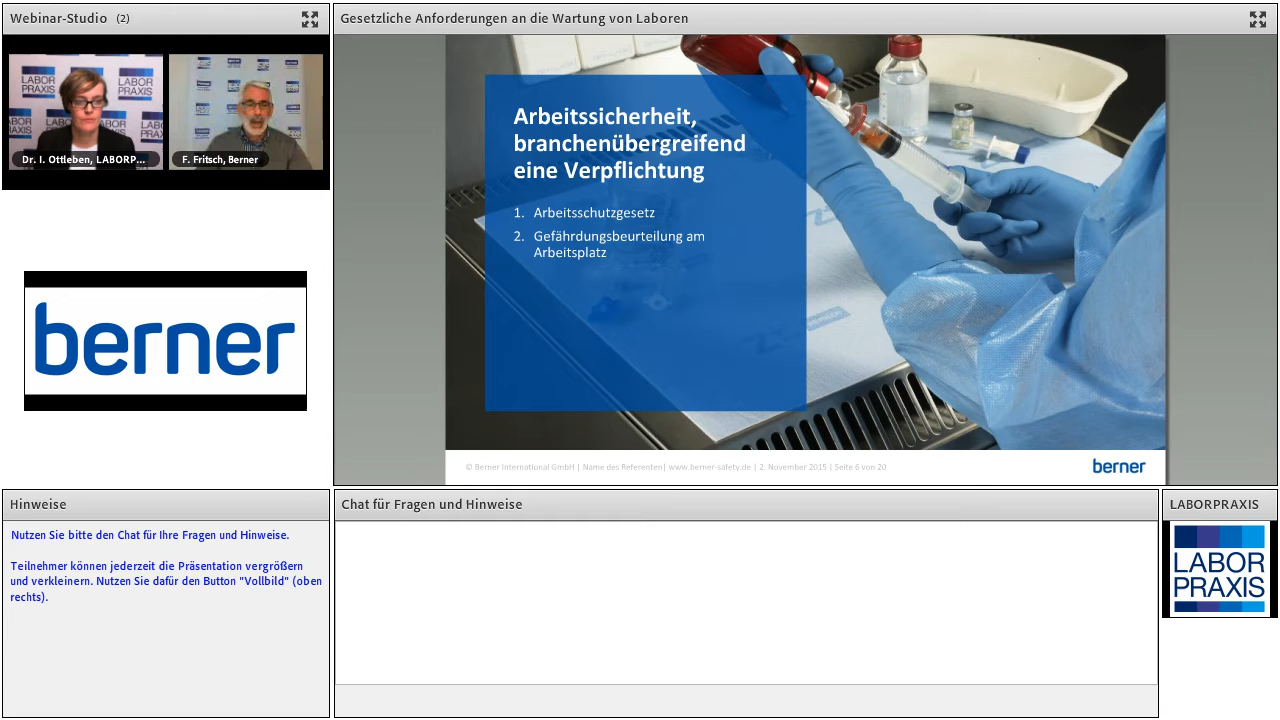 Webinar-Studio (2)
LABOR
PRAXIS
LABOR
PRAXIS
Dr. I. Ottleben, LABORP...
F. Fritsch, Berner
berner
Gesetzliche Anforderungen an die Wartung von Laboren
Arbeitssicherheit,
branchenübergreifend
eine Verpflichtung
1. Arbeitsschutzgesetz
2. Gefährdungsbeurteilung am
Arbeitsplatz
© Berner International GmbH | Name des Referenten| www.berner-safety.de | 2. November 2015 | Seite 6 von 20
berner
Hinweise
Nutzen Sie bitte den Chat für Ihre Fragen und Hinweise.
Teilnehmer können jederzeit die Präsentation vergrößern
und verkleinern. Nutzen Sie dafür den Button "Vollbild" (oben
rechts).
Chat für Fragen und Hinweise
LABORPRAXIS
LABOR
PRAXIS